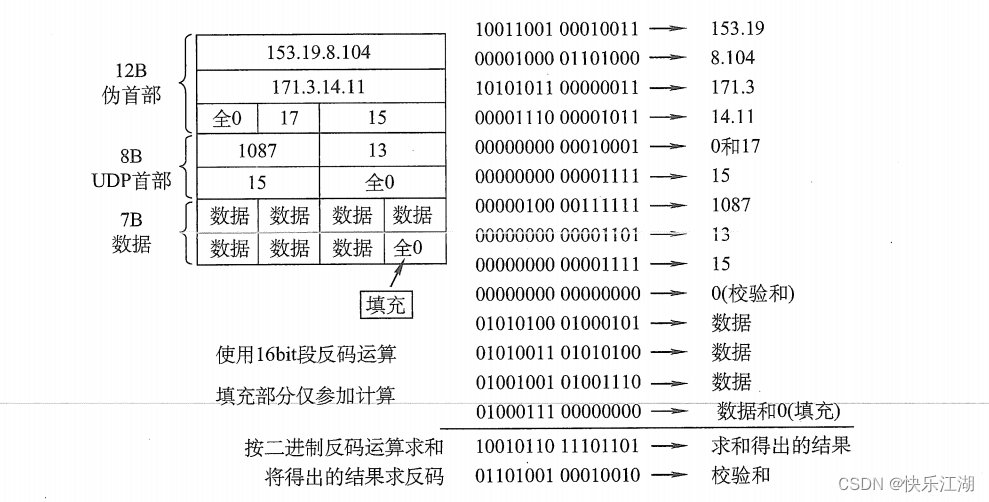 12B
伪首部
153.19.8.104
171.3.14.11
全0 17 15
8B
UDP首部
1087 13
15 全0
7B
数据
数据 数据 数据 数据
数据 数据 数据 全0
填充
使用16bit段反码运算
填充部分仅参加计算
10011001 00010011 → 153.19
00001000 01101000 → 8.104
10101011 00000011 → 171.3
00001110 00001011 → 14.11
00000000 00010001 → 0和17
00000000 00001111 → 15
00000100 00111111 → 1087
00000000 00001101 → 13
00000000 00001111 → 15
00000000 00000000 → 0(校验和)
01010100 01000101 → 数据
01010011 01010100 → 数据
01001001 01001110 → 数据
01000111 00000000 → 数据和0(填充)
按二进制反码运算求和 10010110 11101101 → 求和得出的结果
将得出的结果求反码 01101001 00010010 → 校验和
CSDN @快乐江湖